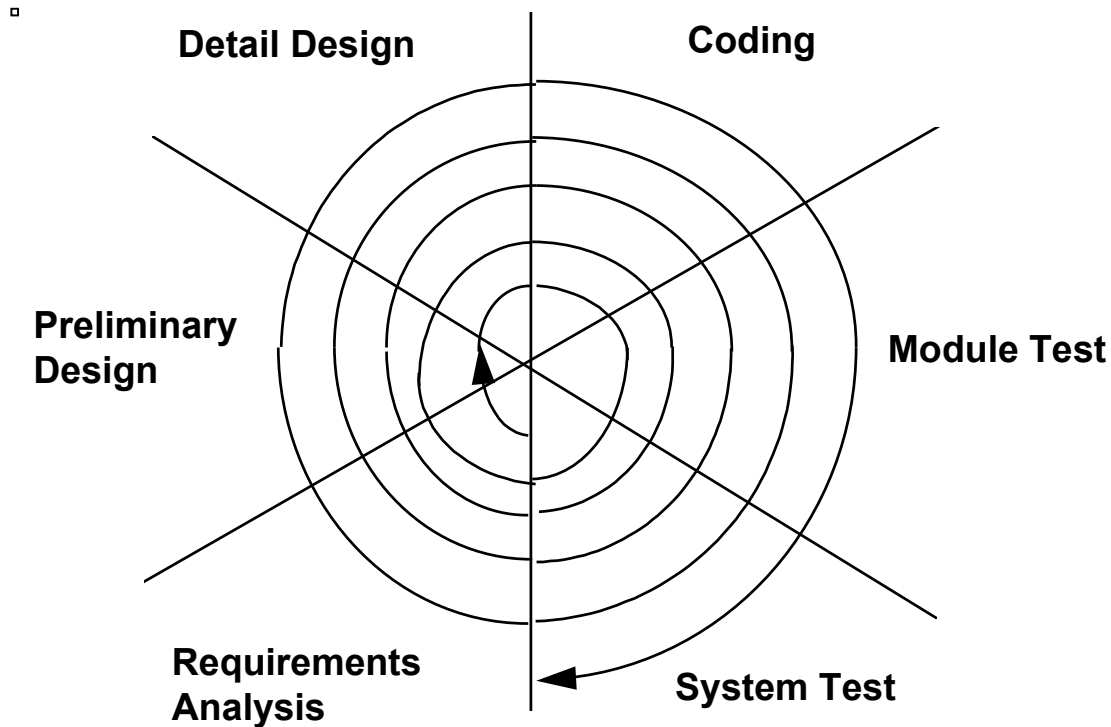 Detail Design
Coding
Preliminary
Design
Module Test
Requirements
Analysis
System Test